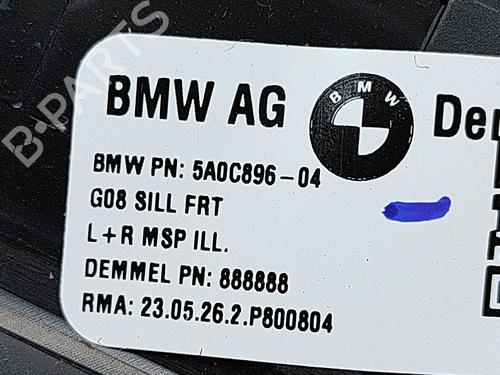 B-PARTS
BMW AG
BMW
BMW PN: 5A0C896-04
G08 SILL FRT
L+R MSP ILL.
DEMMEL PN: 888888
RMA: 23.05.26.2.P800804